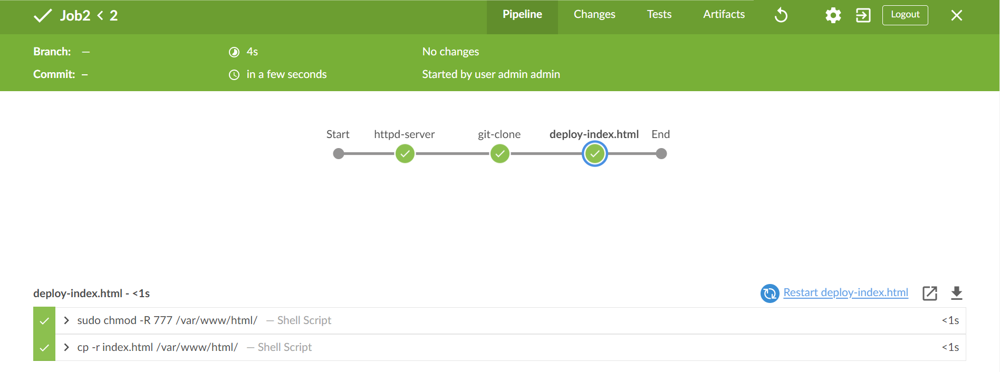 Job2 < 2
Pipeline Changes Tests Artifacts Logout
Branch: — 4s No changes
Commit: – in a few seconds Started by user admin admin
Start httpd-server git-clone deploy-index.html End
deploy-index.html - <1s Restart deploy-index.html
sudo chmod -R 777 /var/www/html/ — Shell Script <1s
cp -r index.html /var/www/html/ — Shell Script <1s